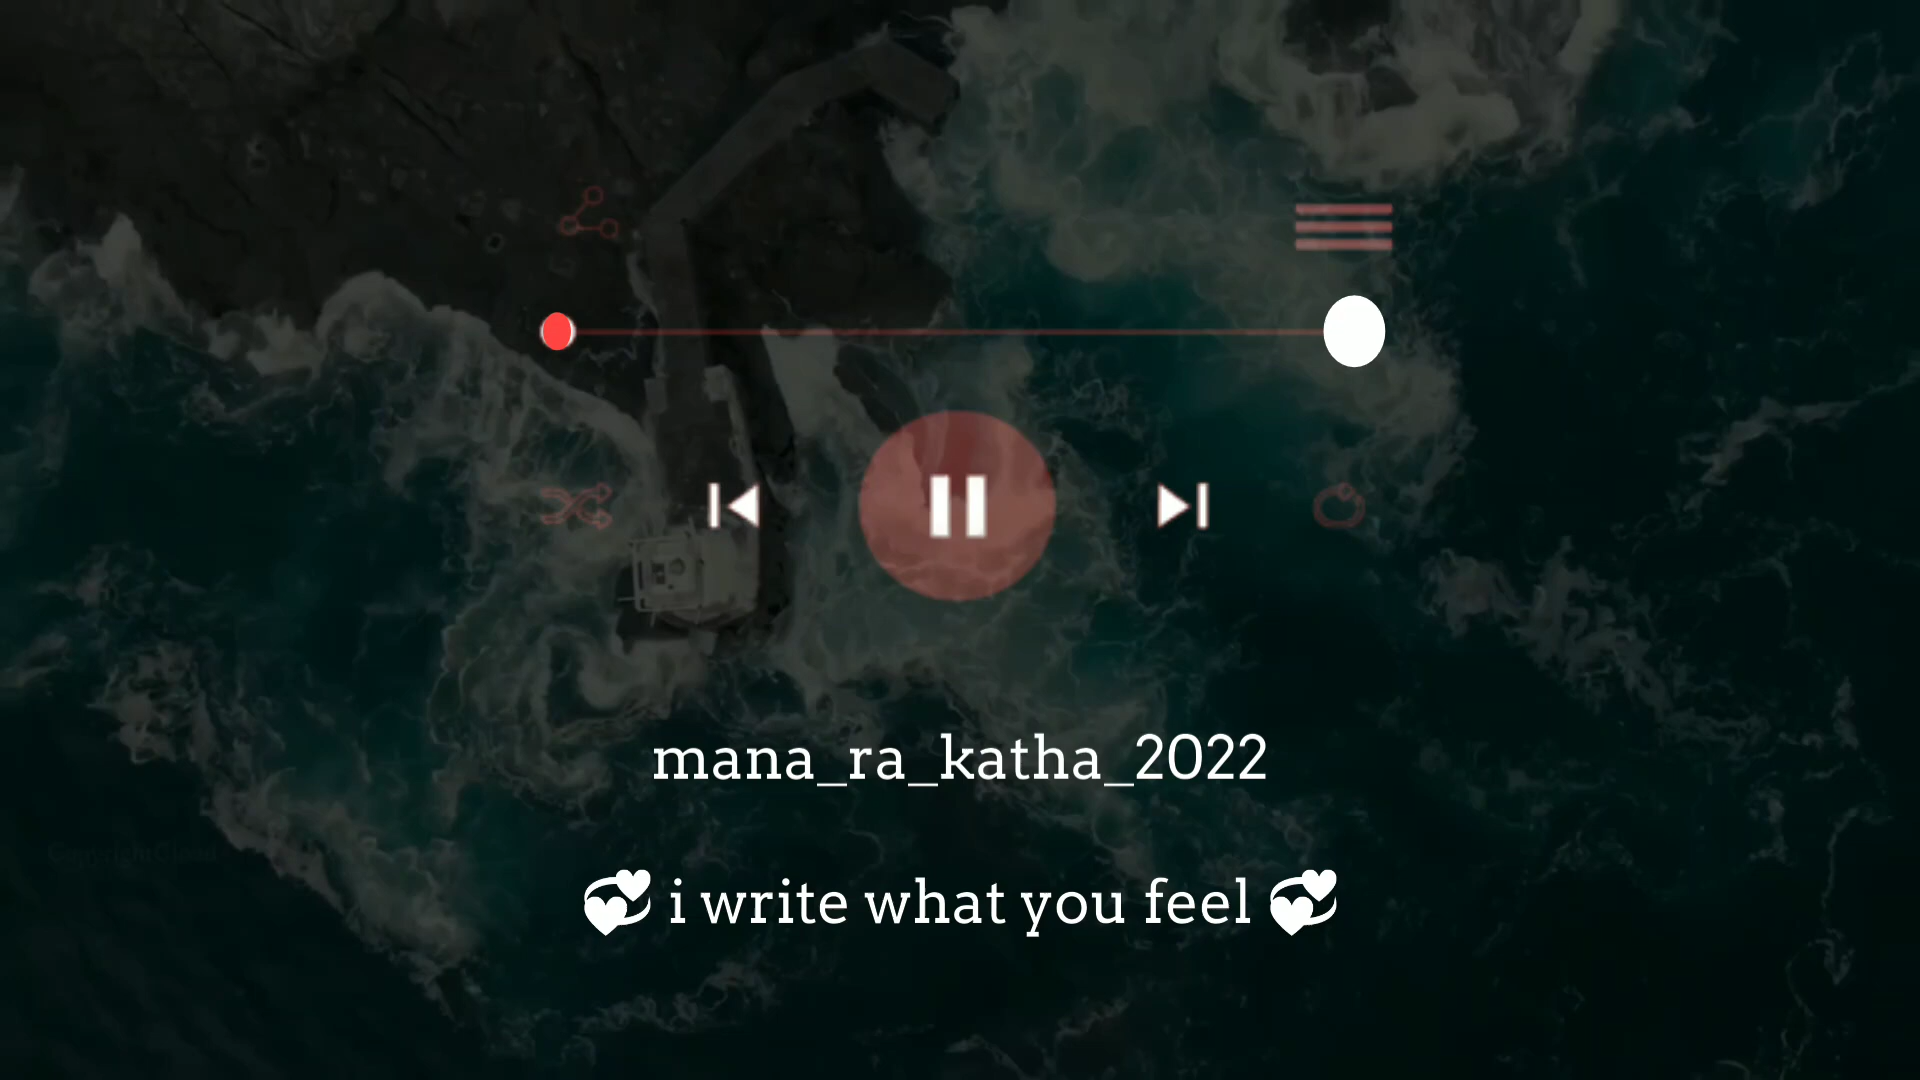 mana_ra_katha_2022
💞 i write what you feel 💞